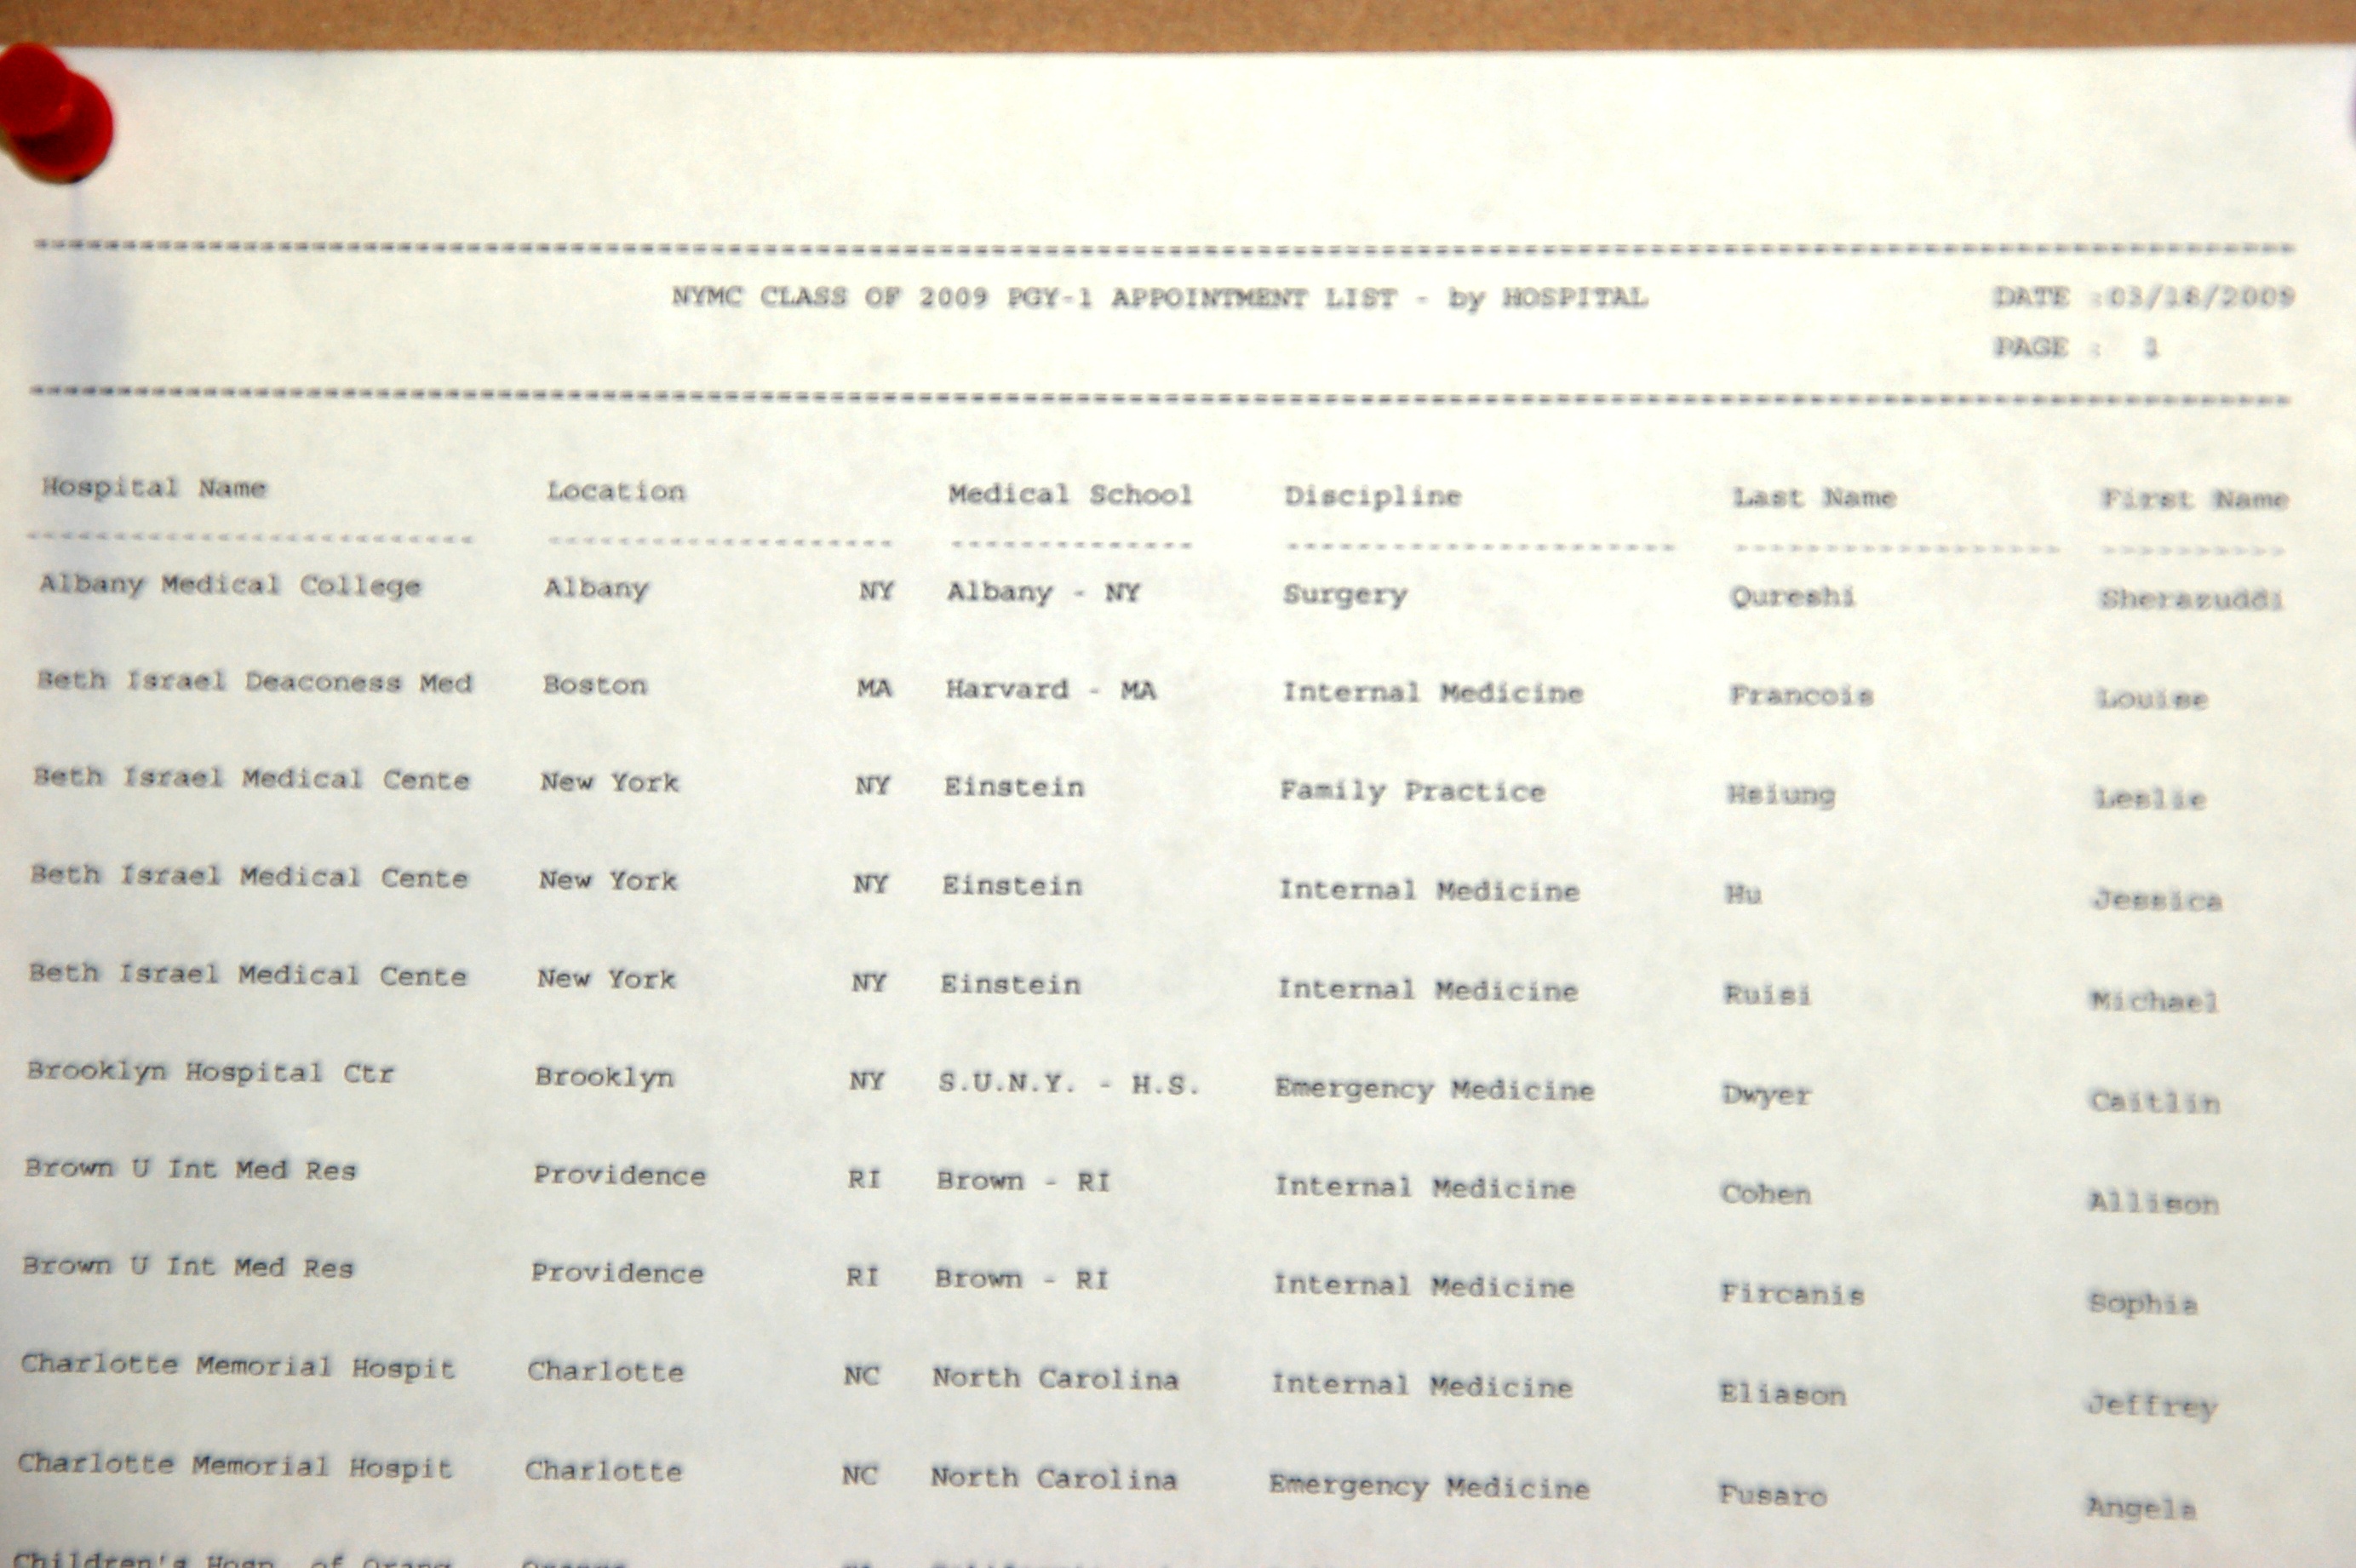 NYMC CLASS OF 2009 PGY-1 APPOINTMENT LIST - by HOSPITAL DATE :03/18/2009
PAGE : 1
Hospital Name Location Medical School Discipline Last Name First Name
Albany Medical College Albany NY Albany - NY Surgery Qureshi Sherazuddi
Beth Israel Deaconess Med Boston MA Harvard - MA Internal Medicine Francois Louise
Beth Israel Medical Cente New York NY Einstein Family Practice Hsiung Leslie
Beth Israel Medical Cente New York NY Einstein Internal Medicine Hu Jessica
Beth Israel Medical Cente New York NY Einstein Internal Medicine Ruisi Michael
Brooklyn Hospital Ctr Brooklyn NY S.U.N.Y. - H.S. Emergency Medicine Dwyer Caitlin
Brown U Int Med Res Providence RI Brown - RI Internal Medicine Cohen Allison
Brown U Int Med Res Providence RI Brown - RI Internal Medicine Fircanis Sophia
Charlotte Memorial Hospit Charlotte NC North Carolina Internal Medicine Eliason Jeffrey
Charlotte Memorial Hospit Charlotte NC North Carolina Emergency Medicine Fusaro Angela
Children's Hosp. of Orang